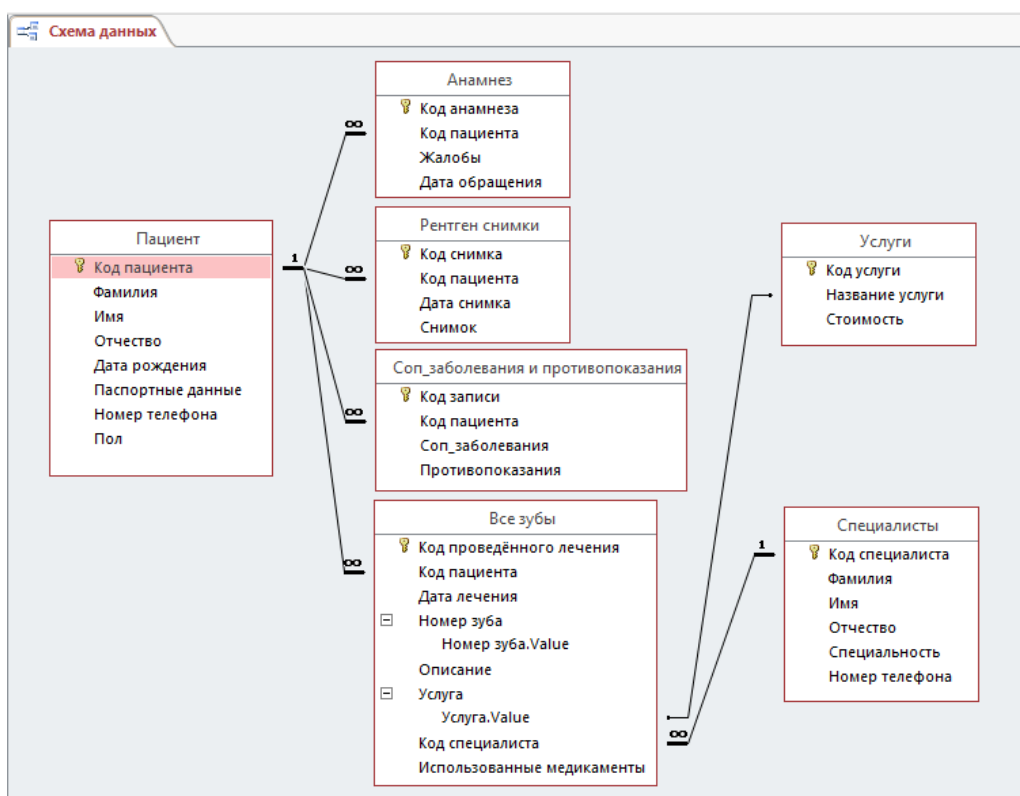 Схема данных
Анамнез
Код анамнеза
Код пациента
Жалобы
Дата обращения
Пациент
Код пациента
Фамилия
Имя
Отчество
Дата рождения
Паспортные данные
Номер телефона
Пол
Рентген снимки
Код снимка
Код пациента
Дата снимка
Снимок
Услуги
Код услуги
Название услуги
Стоимость
Соп_заболевания и противопоказания
Код записи
Код пациента
Соп_заболевания
Противопоказания
Все зубы
Код проведённого лечения
Код пациента
Дата лечения
Номер зуба
Номер зуба.Value
Описание
Услуга
Услуга.Value
Код специалиста
Использованные медикаменты
Специалисты
Код специалиста
Фамилия
Имя
Отчество
Специальность
Номер телефона
1
∞
∞
∞
∞
1
∞